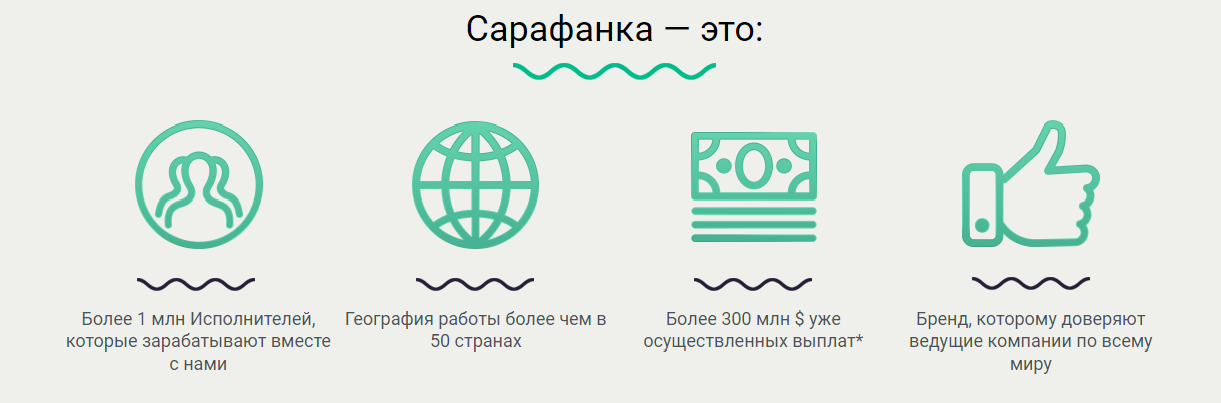 Сарафанка — это:
Более 1 млн Исполнителей,
которые зарабатывают вместе
с нами
География работы более чем в
50 странах
Более 300 млн $ уже
осуществленных выплат*
Бренд, которому доверяют
ведущие компании по всему
миру